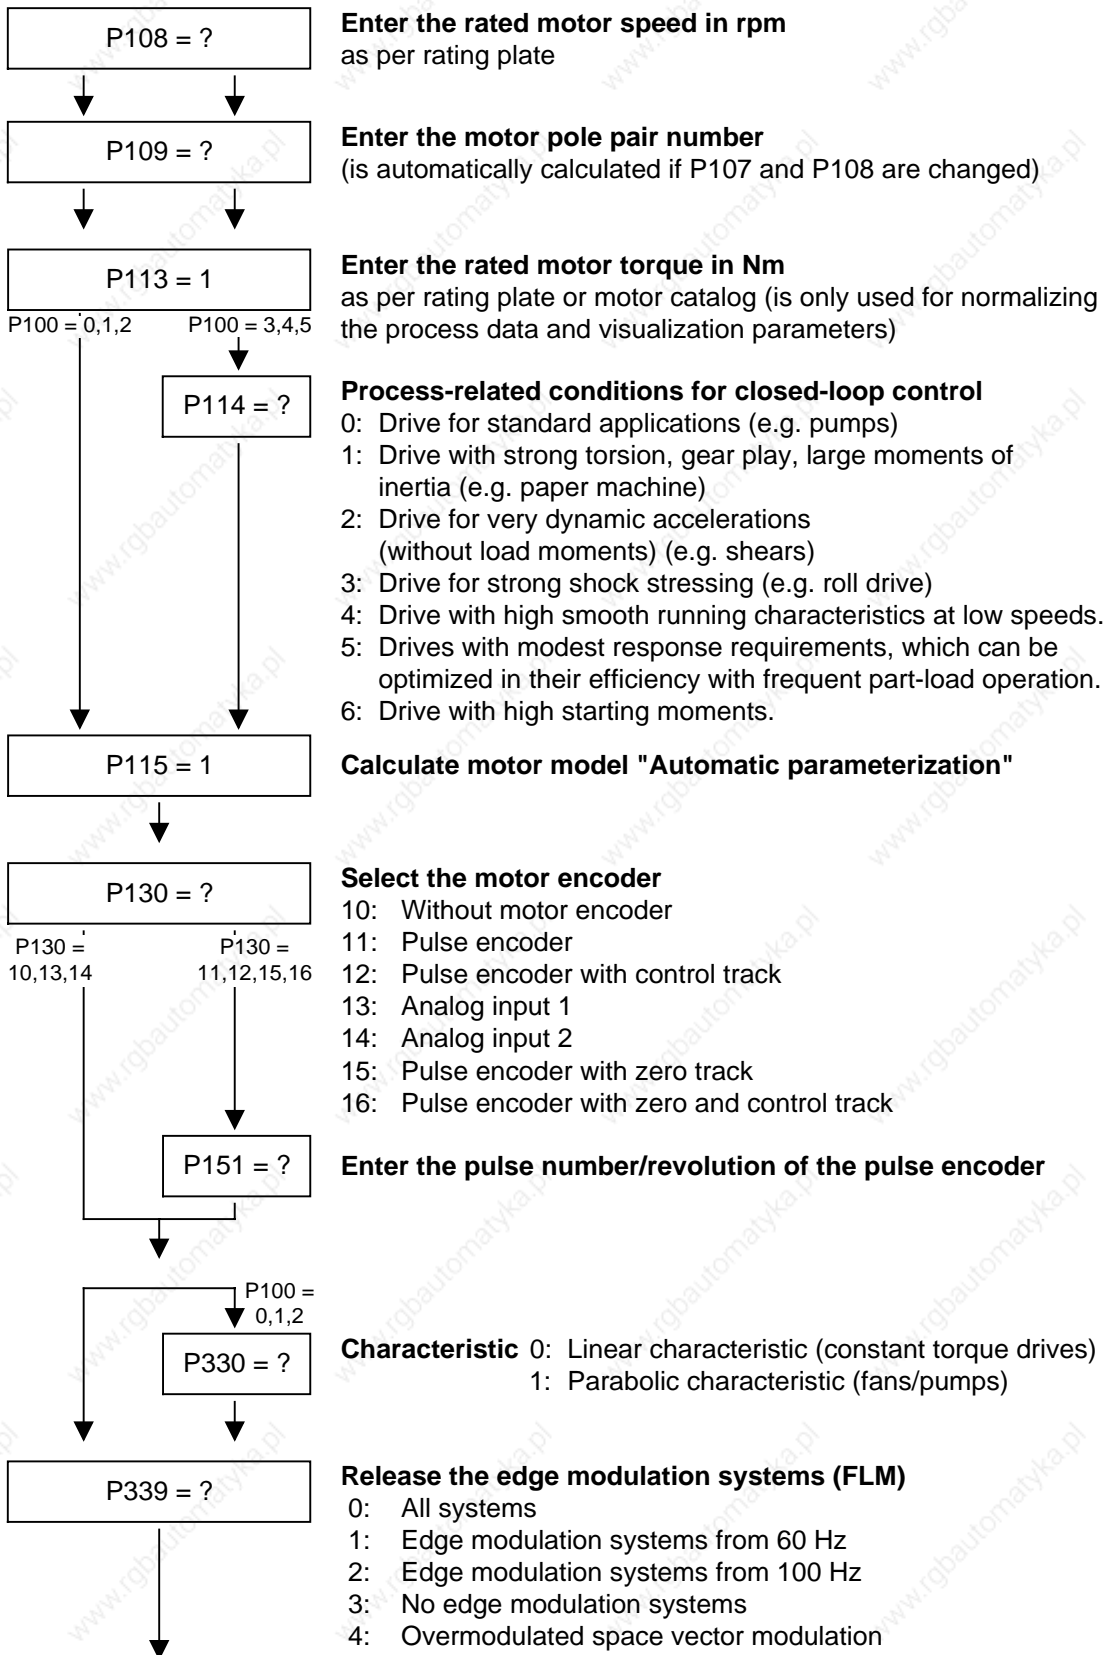 P108 = ?
Enter the rated motor speed in rpm
as per rating plate
P109 = ?
Enter the motor pole pair number
(is automatically calculated if P107 and P108 are changed)
P113 = 1
Enter the rated motor torque in Nm
as per rating plate or motor catalog (is only used for normalizing
the process data and visualization parameters)
P100 = 0,1,2
P100 = 3,4,5
P114 = ?
Process-related conditions for closed-loop control
0: Drive for standard applications (e.g. pumps)
1: Drive with strong torsion, gear play, large moments of
inertia (e.g. paper machine)
2: Drive for very dynamic accelerations
(without load moments) (e.g. shears)
3: Drive for strong shock stressing (e.g. roll drive)
4: Drive with high smooth running characteristics at low speeds.
5: Drives with modest response requirements, which can be
optimized in their efficiency with frequent part-load operation.
6: Drive with high starting moments.
P115 = 1
Calculate motor model "Automatic parameterization"
P130 = ?
Select the motor encoder
10: Without motor encoder
11: Pulse encoder
12: Pulse encoder with control track
13: Analog input 1
14: Analog input 2
15: Pulse encoder with zero track
16: Pulse encoder with zero and control track
P130 =
10,13,14
P130 =
11,12,15,16
P151 = ?
Enter the pulse number/revolution of the pulse encoder
P100 =
0,1,2
P330 = ?
Characteristic 0: Linear characteristic (constant torque drives)
1: Parabolic characteristic (fans/pumps)
P339 = ?
Release the edge modulation systems (FLM)
0: All systems
1: Edge modulation systems from 60 Hz
2: Edge modulation systems from 100 Hz
3: No edge modulation systems
4: Overmodulated space vector modulation
www.rgbautomatyka.pl